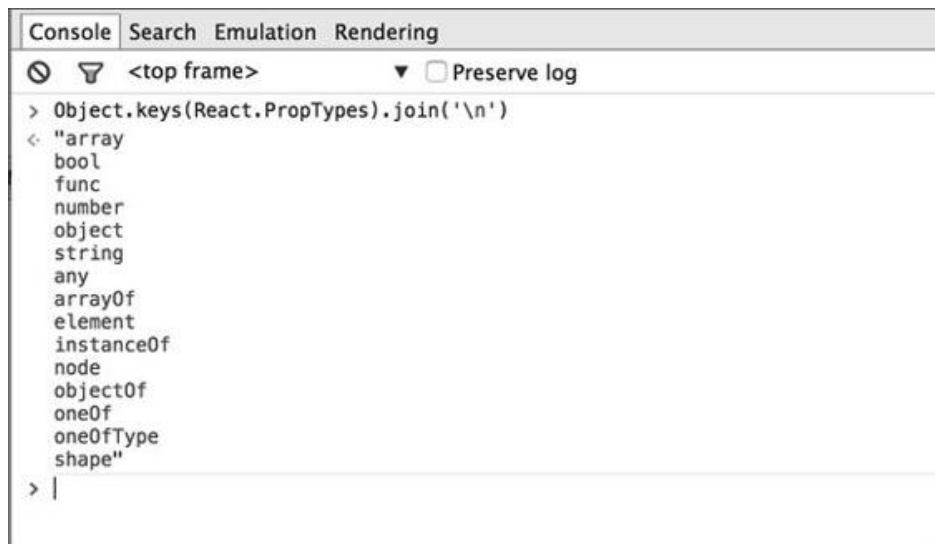 Console Search Emulation Rendering
<top frame> ▼ Preserve log
> Object.keys(React.PropTypes).join('\n')
<· "array
bool
func
number
object
string
any
arrayOf
element
instanceOf
node
objectOf
oneOf
oneOfType
shape"
>